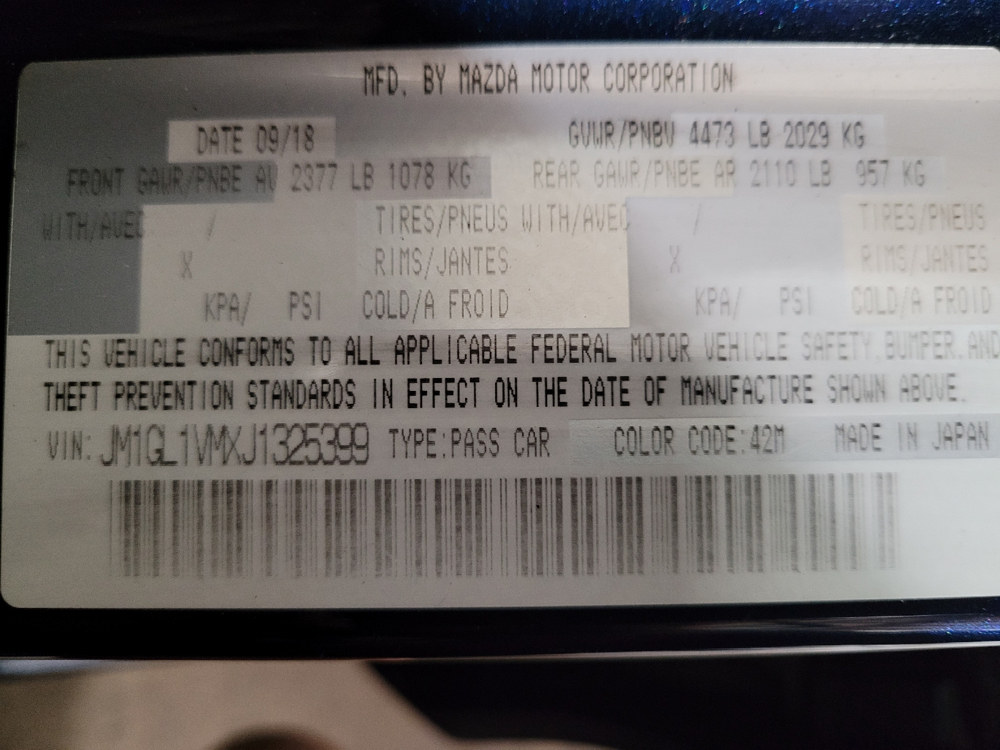 MFD. BY MAZDA MOTOR CORPORATION
DATE 09/18 GVWR/PNBV 4473 LB 2029 KG
FRONT GAWR/PNBE AV 2377 LB 1078 KG REAR GAWR/PNBE AR 2110 LB 957 KG
WITH/AVEC / TIRES/PNEUS WITH/AVEC / TIRES/PNEUS
X RIMS/JANTES X RIMS/JANTES
KPA/ PSI COLD/A FROID KPA/ PSI COLD/A FROID
THIS VEHICLE CONFORMS TO ALL APPLICABLE FEDERAL MOTOR VEHICLE SAFETY,BUMPER,AND
THEFT PREVENTION STANDARDS IN EFFECT ON THE DATE OF MANUFACTURE SHOWN ABOVE.
VIN: JM1GL1VMXJ1325399 TYPE:PASS CAR COLOR CODE:42M MADE IN JAPAN